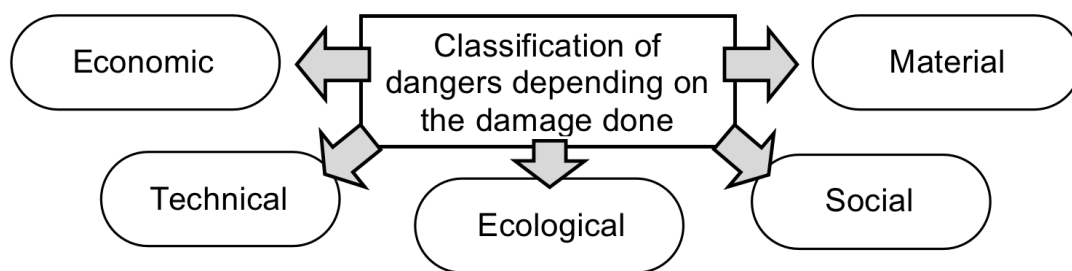 Economic
Classification of
dangers depending on
the damage done
Material
Technical
Ecological
Social